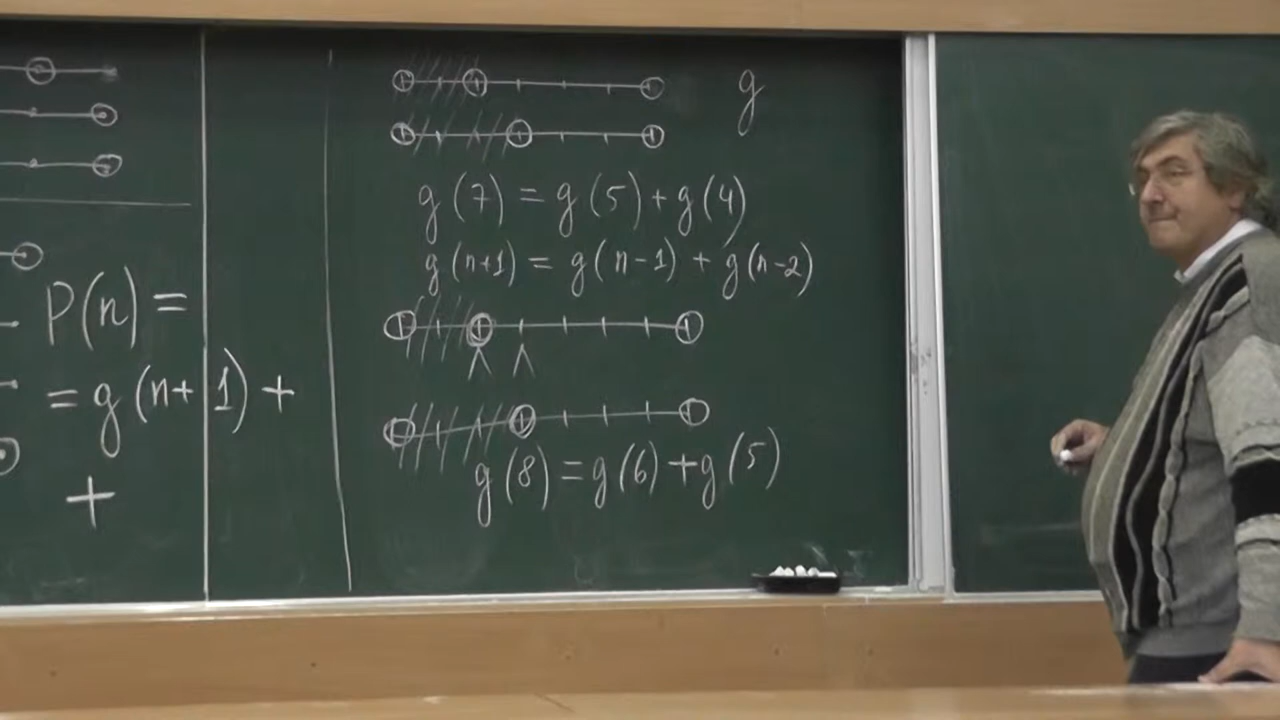 P(n) =
= g(n+1) +
+
g
g(7) = g(5) + g(4)
g(n+1) = g(n-1) + g(n-2)
g(8) = g(6) + g(5)